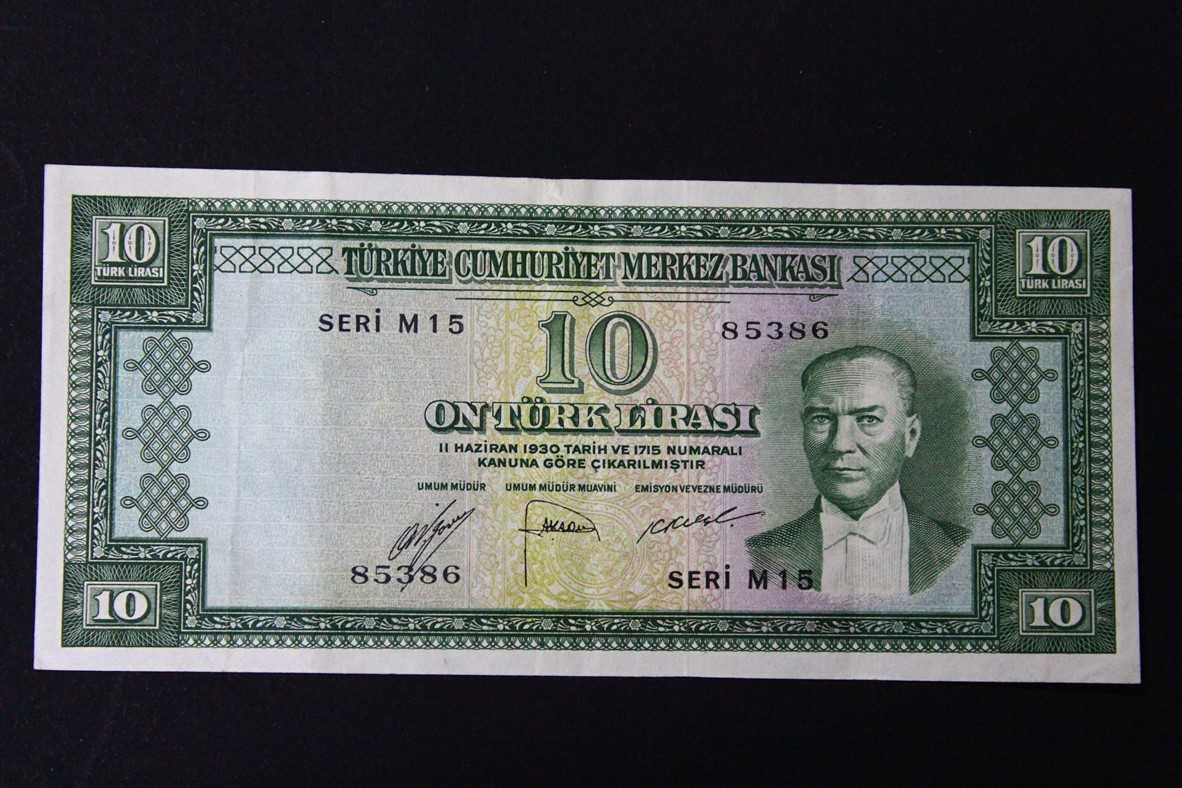 10
TÜRK LİRASI
TÜRKİYE CUMHURİYET MERKEZ BANKASI
10
TÜRK LİRASI
SERİ M 15
10
85386
ON TÜRK LİRASI
11 HAZİRAN 1930 TARİH VE 1715 NUMARALI
KANUNA GÖRE ÇIKARILMIŞTIR
UMUM MÜDÜR UMUM MÜDÜR MUAVİNİ EMİSYON VE VEZNE MÜDÜRÜ
85386
SERİ M 15
10
10